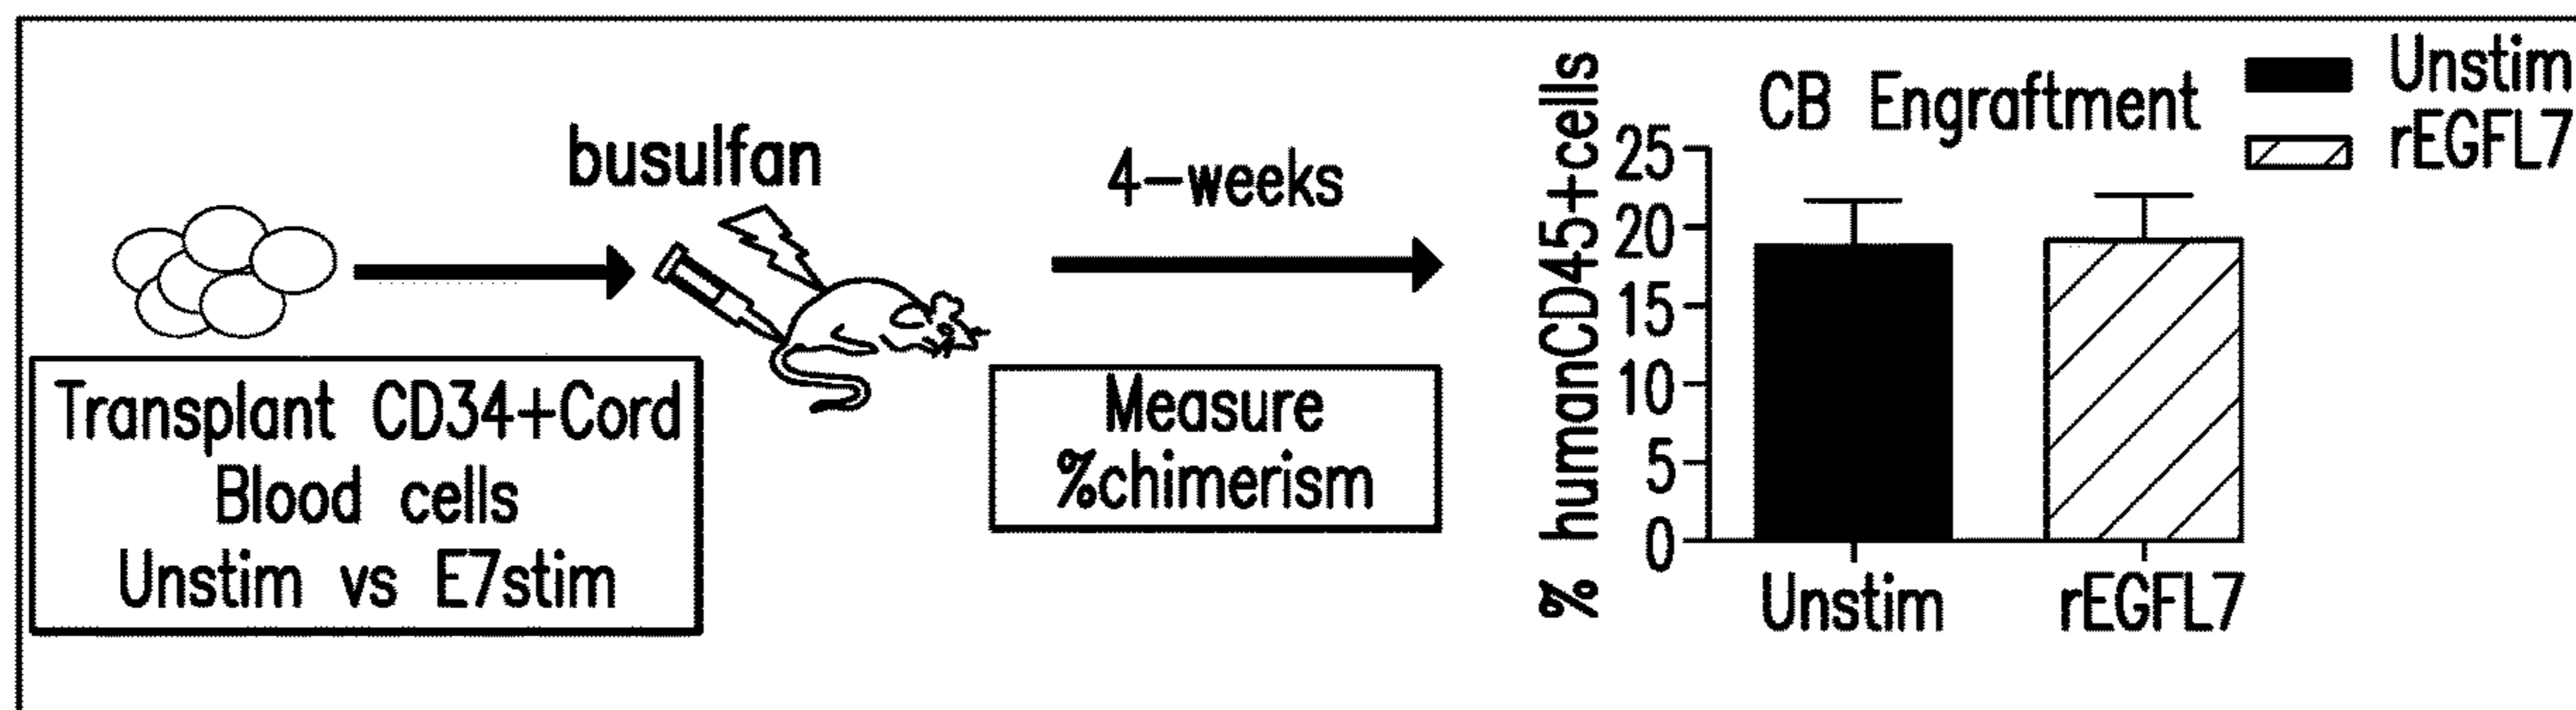 busulfan
Transplant CD34+Cord
Blood cells
Unstim vs E7stim
4-weeks
Measure
%chimerism
CB Engraftment
Unstim
rEGFL7
% humanCD45+cells
25
20
15
10
5
0
Unstim
rEGFL7